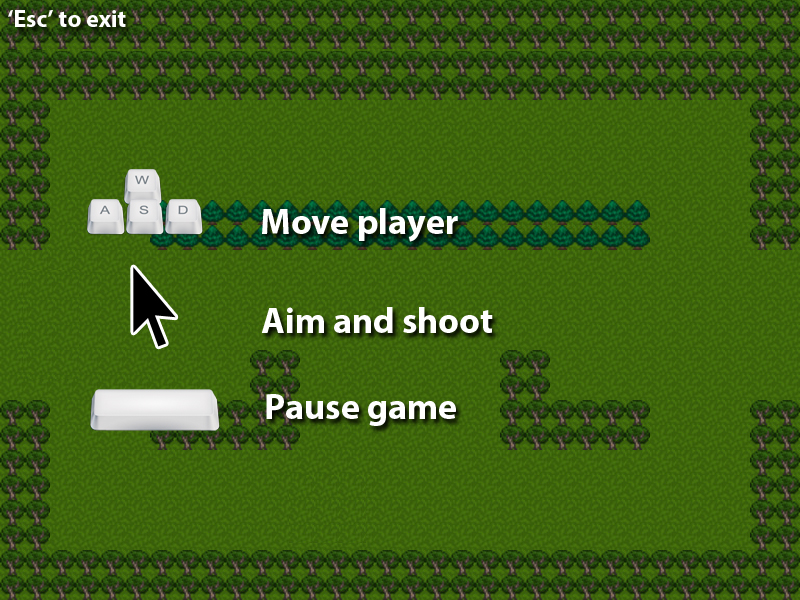 ‘Esc’ to exit
W
A S D
Move player
Aim and shoot
Pause game